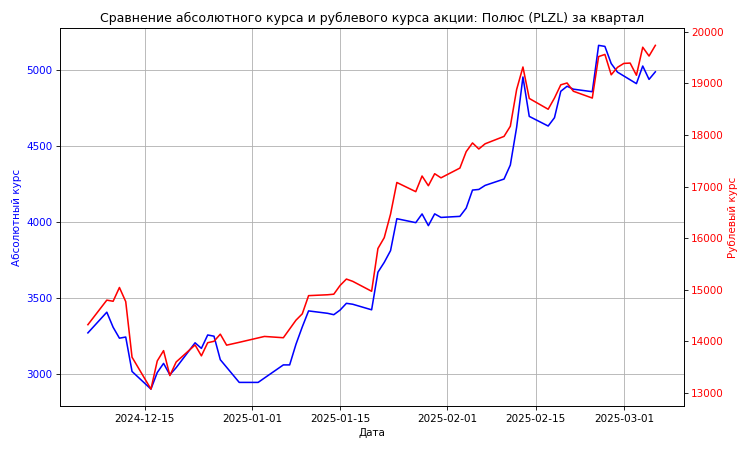 Сравнение абсолютного курса и рублевого курса акции: Полюс (PLZL) за квартал
20000
5000
19000
4500
18000
17000
4000
16000
3500
15000
14000
3000
13000
Абсолютный курс
Рублевый курс
2024-12-15 2025-01-01 2025-01-15 2025-02-01 2025-02-15 2025-03-01
Дата